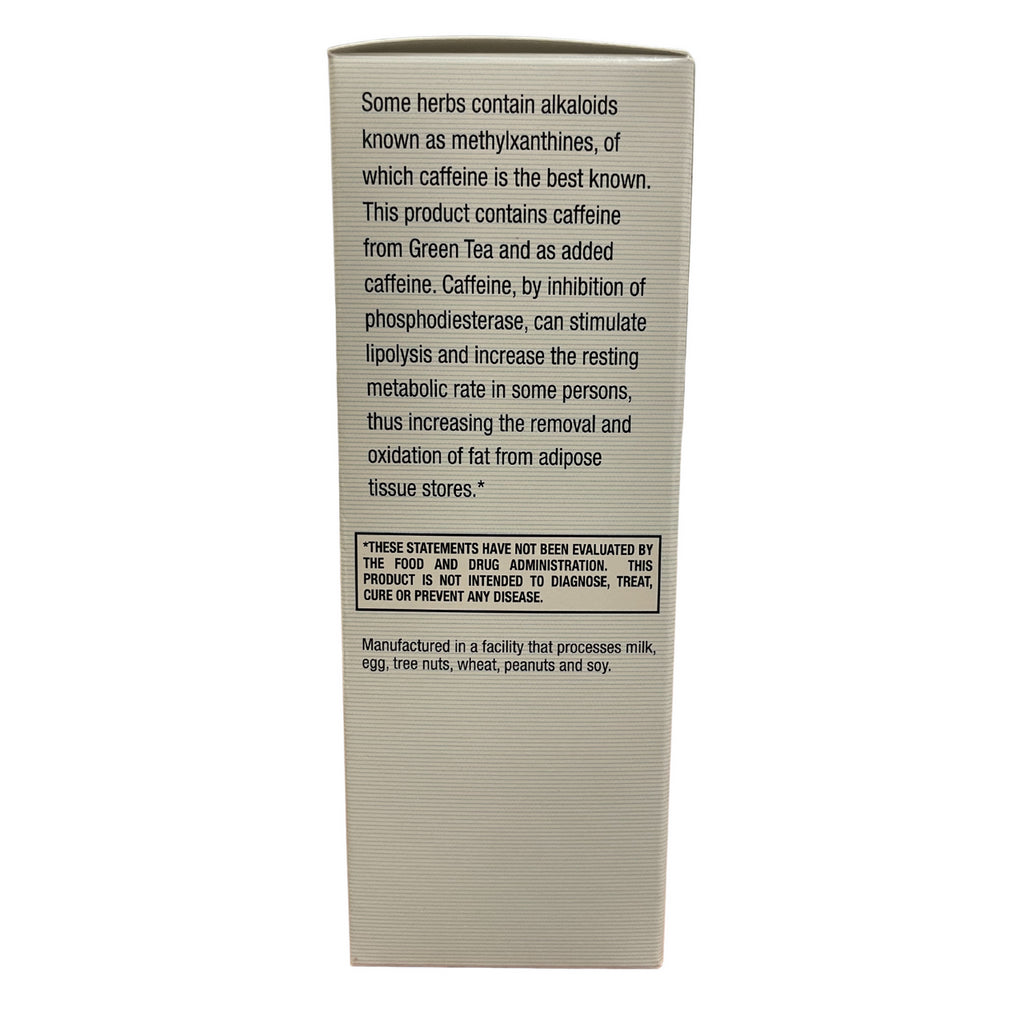 Some herbs contain alkaloids
known as methylxanthines, of
which caffeine is the best known.
This product contains caffeine
from Green Tea and as added
caffeine. Caffeine, by inhibition of
phosphodiesterase, can stimulate
lipolysis and increase the resting
metabolic rate in some persons,
thus increasing the removal and
oxidation of fat from adipose
tissue stores.*
*THESE STATEMENTS HAVE NOT BEEN EVALUATED BY
THE FOOD AND DRUG ADMINISTRATION. THIS
PRODUCT IS NOT INTENDED TO DIAGNOSE, TREAT,
CURE OR PREVENT ANY DISEASE.
Manufactured in a facility that processes milk,
egg, tree nuts, wheat, peanuts and soy.